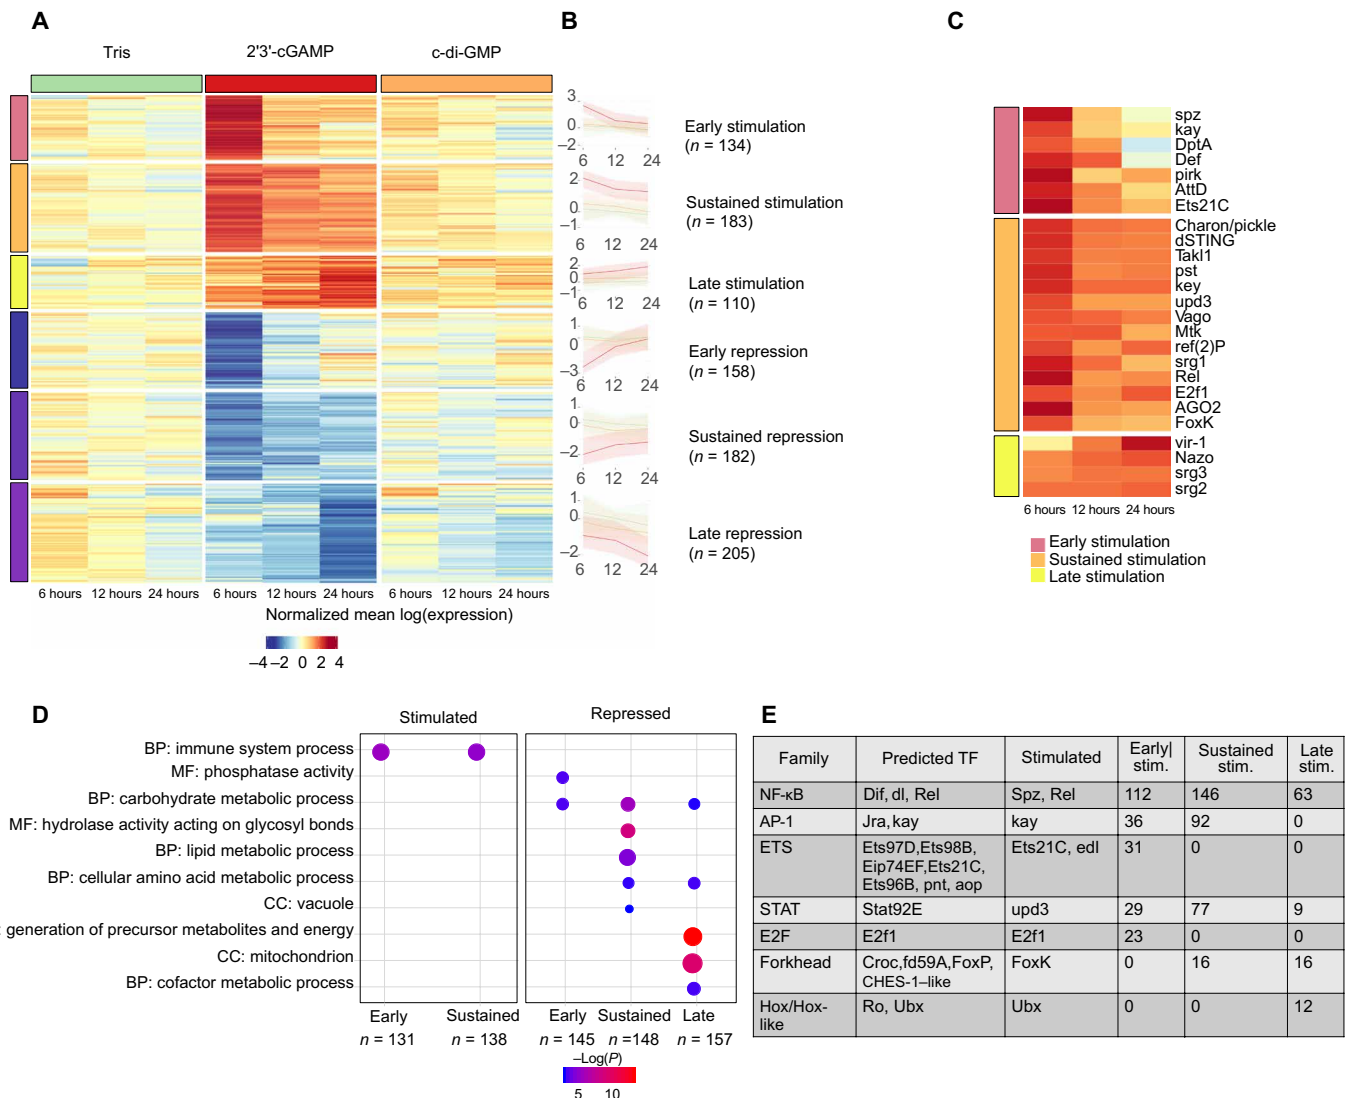 A
B
C
Tris
2'3'-cGAMP
c-di-GMP
3
0
–2
6 12 24
Early stimulation
(n = 134)
2
0
–1
6 12 24
Sustained stimulation
(n = 183)
2
0
–1
6 12 24
Late stimulation
(n = 110)
1
0
–3
6 12 24
Early repression
(n = 158)
1
0
–2
6 12 24
Sustained repression
(n = 182)
1
0
–2
6 12 24
Late repression
(n = 205)
6 hours 12 hours 24 hours 6 hours 12 hours 24 hours 6 hours 12 hours 24 hours
Normalized mean log(expression)
–4 –2 0 2 4
spz
kay
DptA
Def
pirk
AttD
Ets21C
Charon/pickle
dSTING
Takl1
pst
key
upd3
Vago
Mtk
ref(2)P
srg1
Rel
E2f1
AGO2
FoxK
vir-1
Nazo
srg3
srg2
6 hours 12 hours 24 hours
Early stimulation
Sustained stimulation
Late stimulation
D
Stimulated
Repressed
BP: immune system process
MF: phosphatase activity
BP: carbohydrate metabolic process
MF: hydrolase activity acting on glycosyl bonds
BP: lipid metabolic process
BP: cellular amino acid metabolic process
CC: vacuole
: generation of precursor metabolites and energy
CC: mitochondrion
BP: cofactor metabolic process
Early Sustained Early Sustained Late
n = 131 n = 138 n = 145 n =148 n = 157
–Log(P)
5 10
E
Family Predicted TF Stimulated Early| stim. Sustained stim. Late stim.
NF-κB Dif, dl, Rel Spz, Rel 112 146 63
AP-1 Jra, kay kay 36 92 0
ETS Ets97D,Ets98B, Ets21C, edl 31 0 0
Eip74EF,Ets21C,
Ets96B, pnt, aop
STAT Stat92E upd3 29 77 9
E2F E2f1 E2f1 23 0 0
Forkhead Croc,fd59A,FoxP, FoxK 0 16 16
CHES-1–like
Hox/Hox- Ro, Ubx Ubx 0 0 12
like